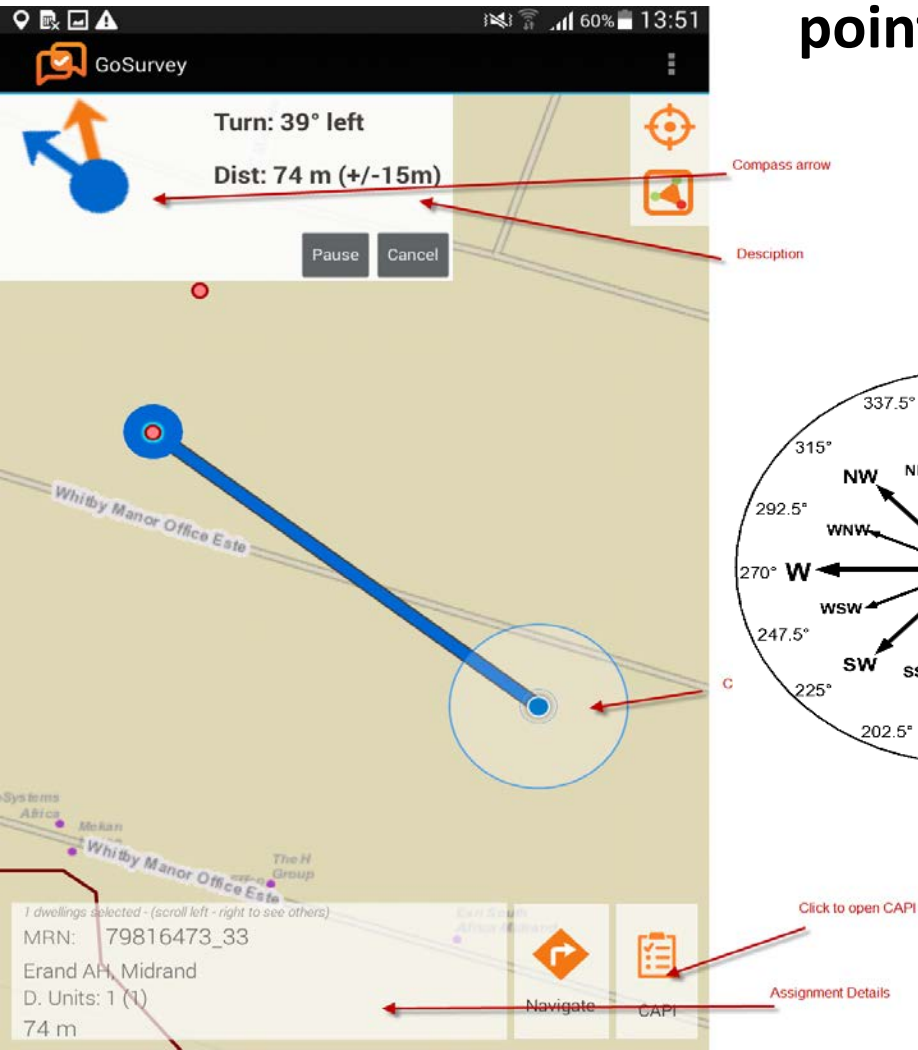 60% 13:51
GoSurvey
Turn: 39° left
Dist: 74 m (+/-15m)
Pause Cancel
Compass arrow
Desciption
Whitby Manor Office Este
C
337.5°
315°
NW
292.5°
WNW
270° W
WSW
247.5°
SW
225°
202.5°
Systems
Africa
Mekan
Whitby Manor Office Este
The H
Group
1 dwellings selected - (scroll left - right to see others)
MRN: 79816473_33
Erand AH, Midrand
D. Units: 1 (1)
74 m
Navigate
CAPI
Click to open CAPI
Assignment Details